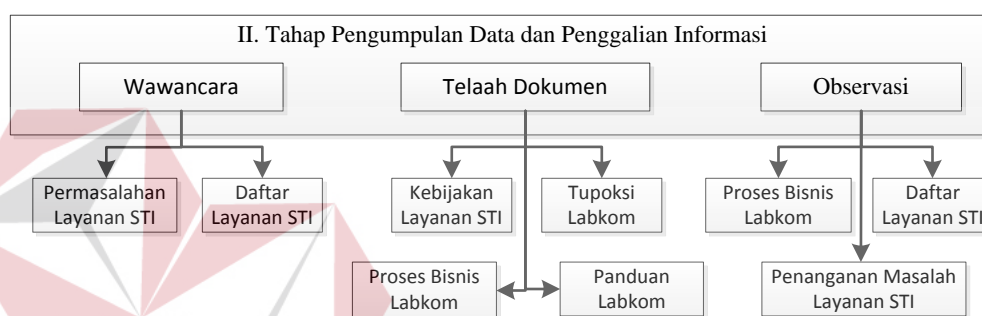 II. Tahap Pengumpulan Data dan Penggalian Informasi
Wawancara
Telaah Dokumen
Observasi
Permasalahan
Layanan STI
Daftar
Layanan STI
Kebijakan
Layanan STI
Tupoksi
Labkom
Proses Bisnis
Labkom
Daftar
Layanan STI
Proses Bisnis
Labkom
Panduan
Labkom
Penanganan Masalah
Layanan STI